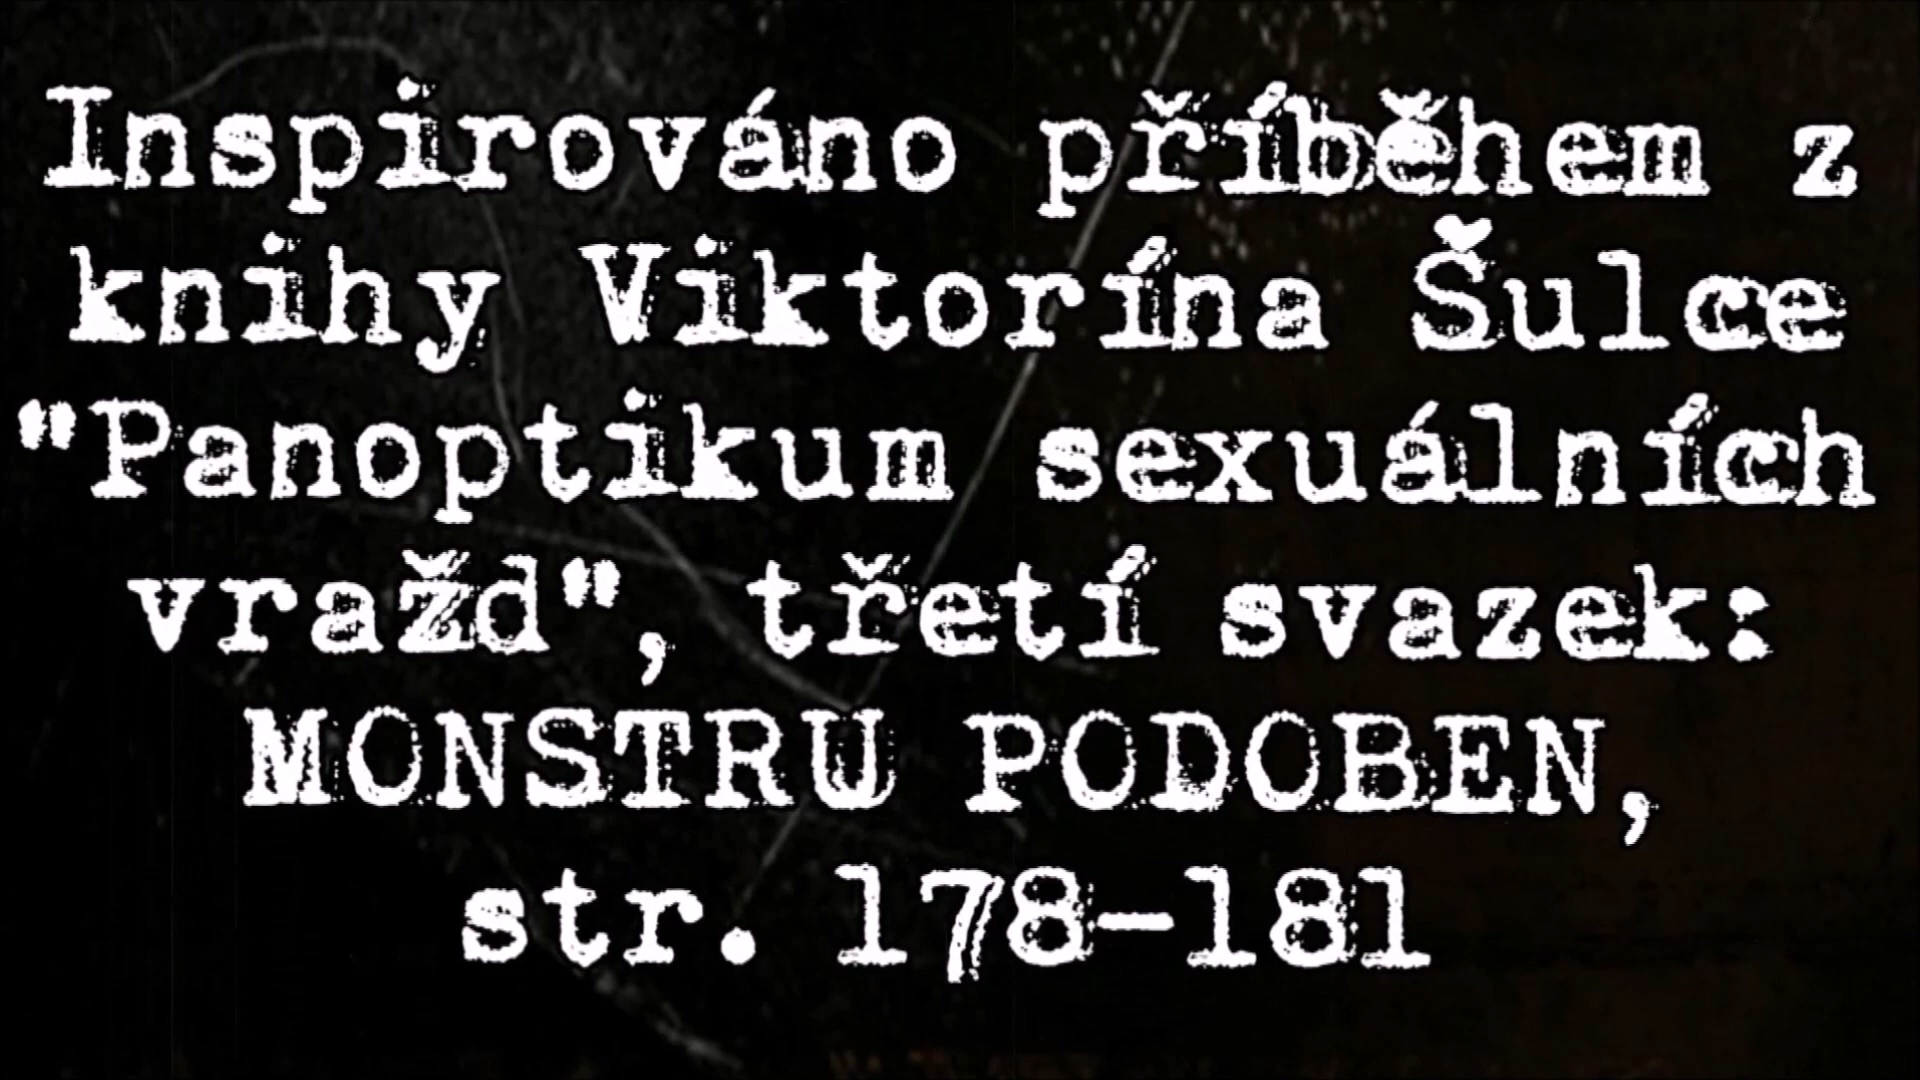 Inspirováno příběhem z
knihy Viktorína Šulce
"Panoptikum sexuálních
vražd", třetí svazek:
MONSTRU PODOBEN,
str. 178-181